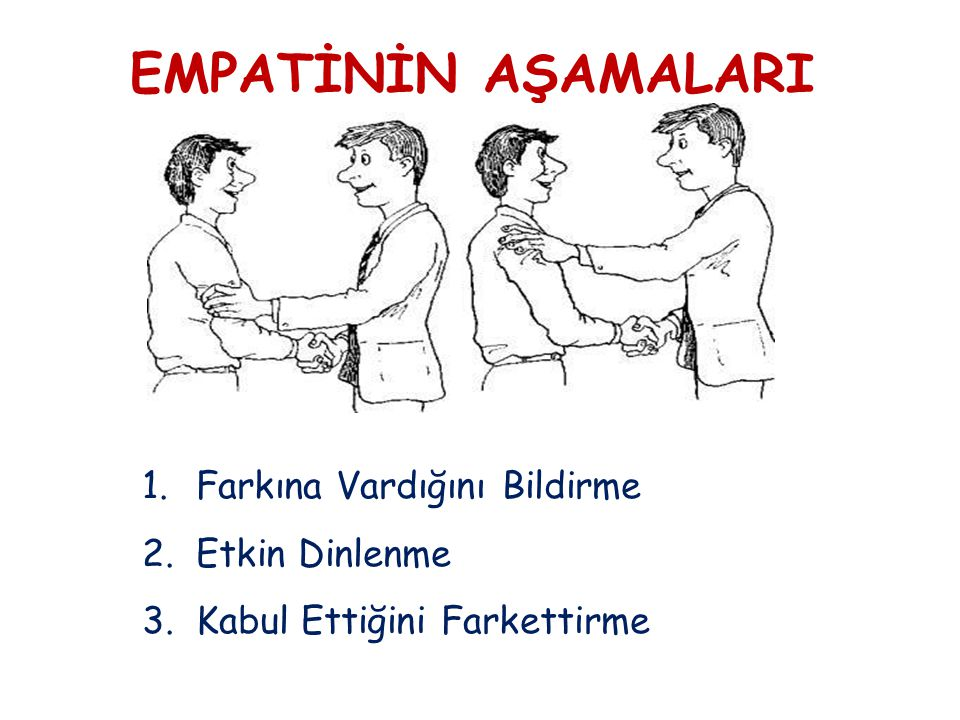 EMPATİNİN AŞAMALARI
1. Farkına Vardığını Bildirme
2. Etkin Dinlenme
3. Kabul Ettiğini Farkettirme